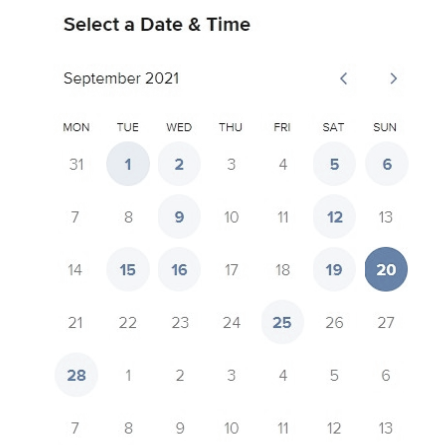 Select a Date & Time
September 2021 < >
MON TUE WED THU FRI SAT SUN
31 1 2 3 4 5 6
7 8 9 10 11 12 13
14 15 16 17 18 19 20
21 22 23 24 25 26 27
28 1 2 3 4 5 6
7 8 9 10 11 12 13